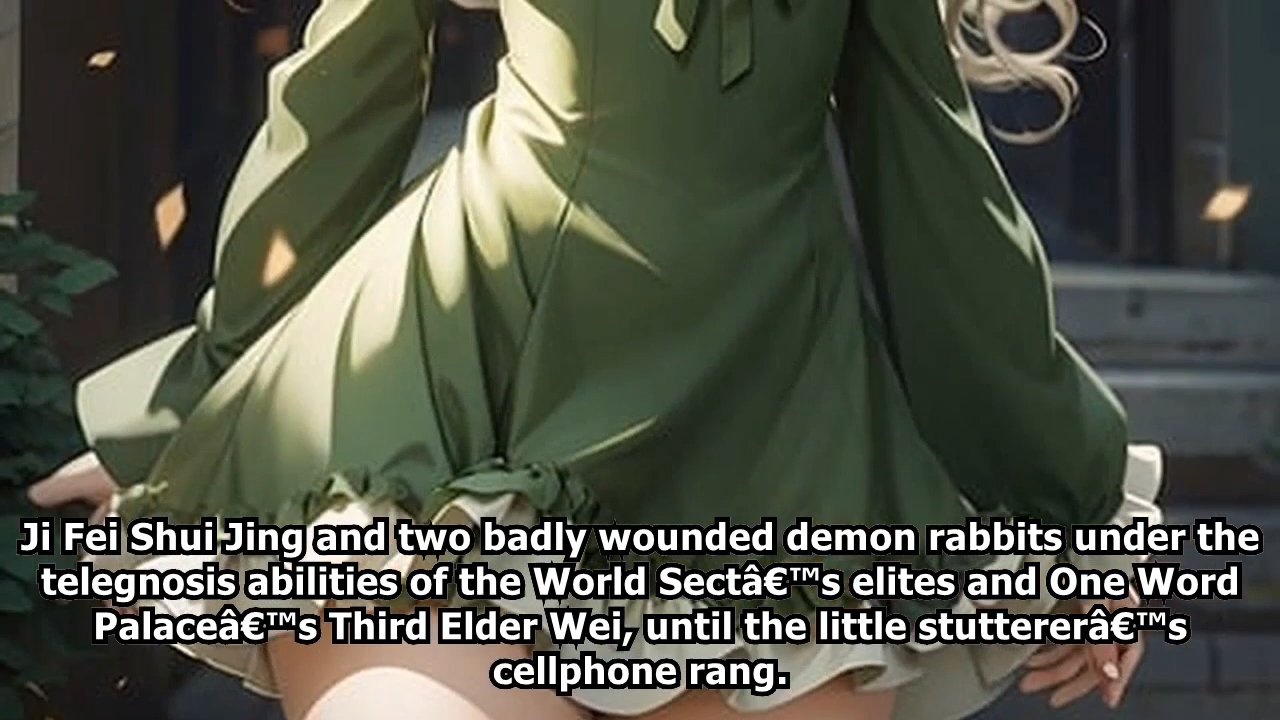 Ji Fei Shui Jing and two badly wounded demon rabbits under the
telegnosis abilities of the World Sectâ€™s elites and One Word
Palaceâ€™s Third Elder Wei, until the little stuttererâ€™s
cellphone rang.